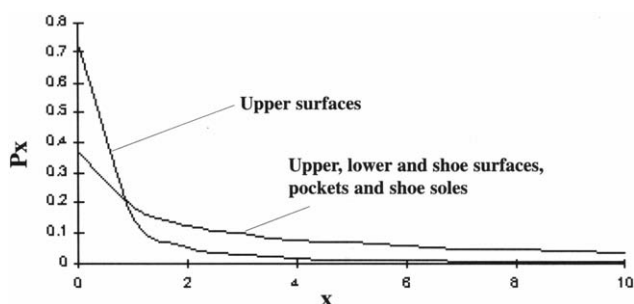 0.8
0.7
0.6
0.5
0.4
0.3
0.2
0.1
0
Px
Upper surfaces
Upper, lower and shoe surfaces,
pockets and shoe soles
0 2 4 6 8 10
x